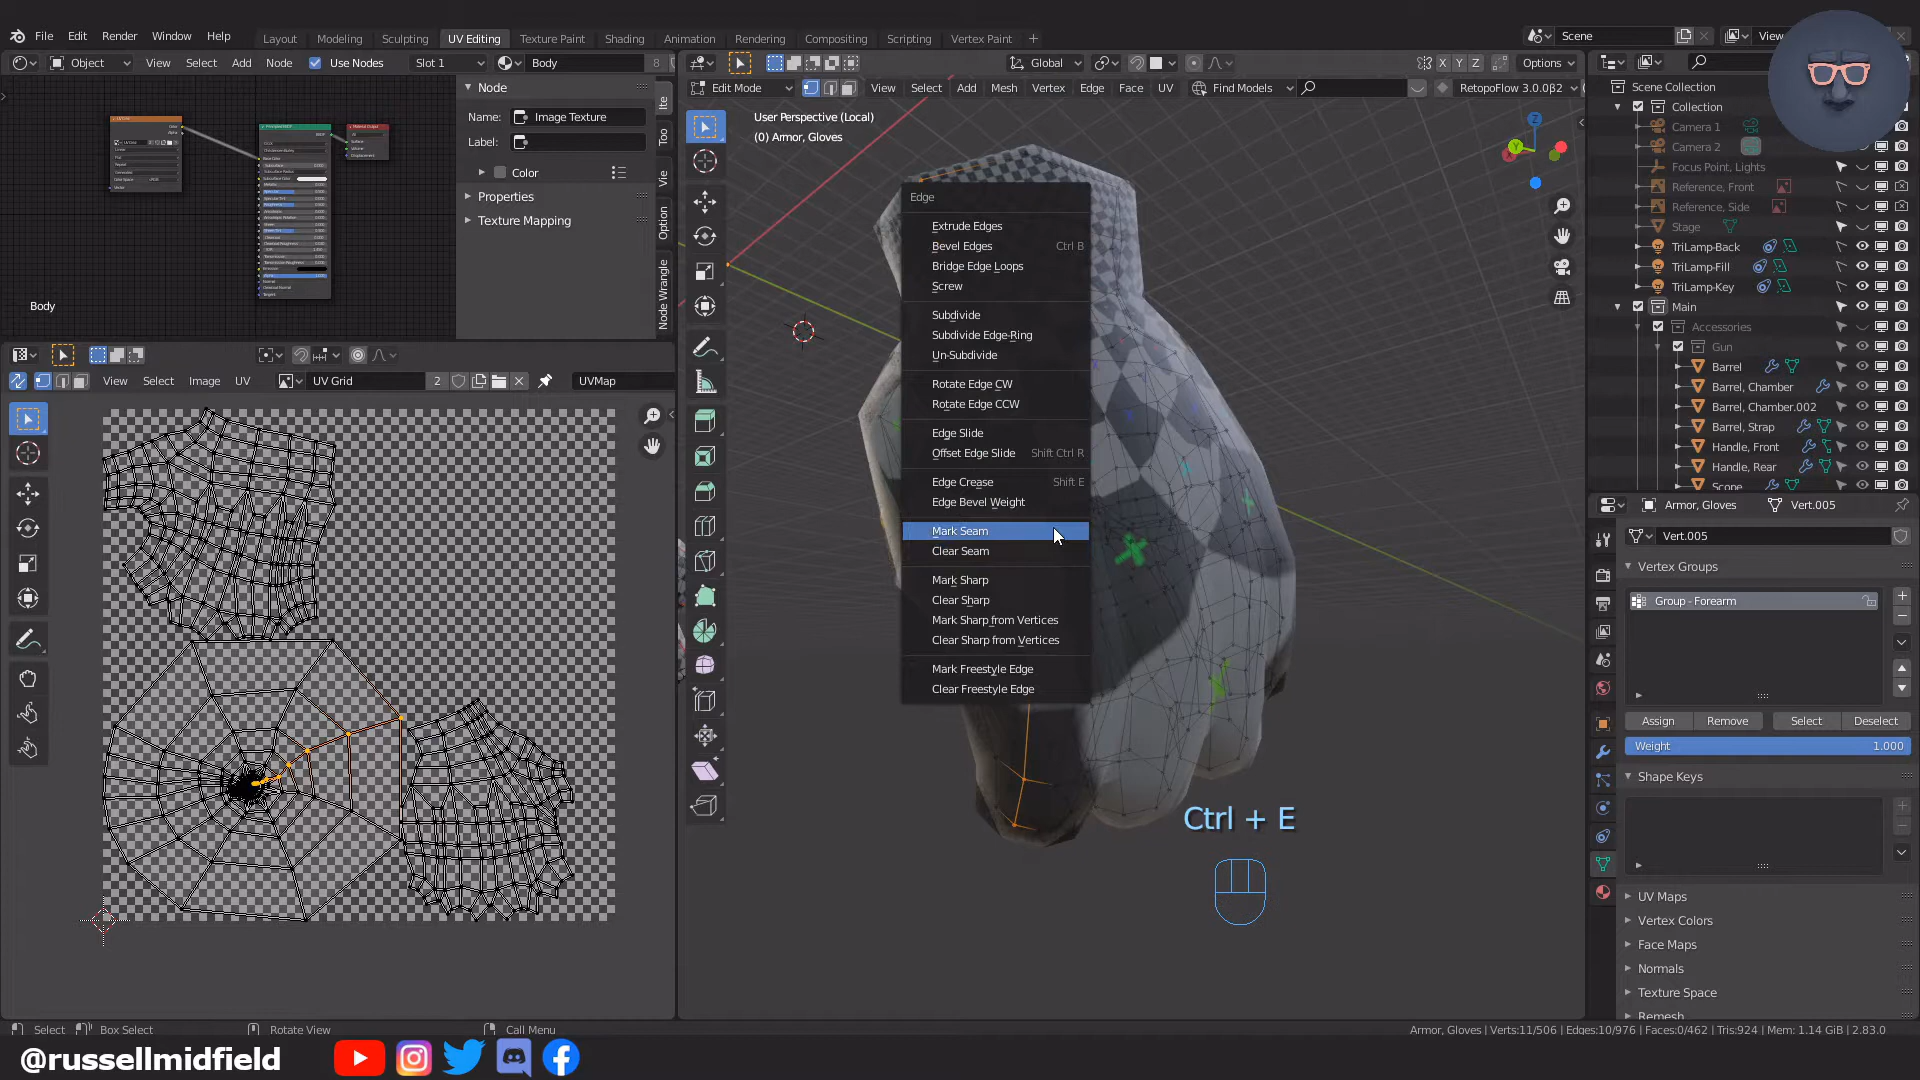 File Edit Render Window Help
Layout Modeling Sculpting UV Editing Texture Paint Shading Animation Rendering Compositing Scripting Vertex Paint +
Scene
View
Object View Select Add Node Use Nodes Slot 1 Body 8
Global X Y Z Options
Edit Mode View Select Add Mesh Vertex Edge Face UV Find Models RetopoFlow 3.0.0β2
Node
Name: Image Texture
Label:
Color
Properties
Texture Mapping
Ite
Too
Vie
Option
Node Wrangle
Body
User Perspective (Local)
(0) Armor, Gloves
Edge
Extrude Edges
Bevel Edges Ctrl B
Bridge Edge Loops
Screw
Subdivide
Subdivide Edge-Ring
Un-Subdivide
Rotate Edge CW
Rotate Edge CCW
Edge Slide
Offset Edge Slide Shift Ctrl R
Edge Crease Shift E
Edge Bevel Weight
Mark Seam
Clear Seam
Mark Sharp
Clear Sharp
Mark Sharp from Vertices
Clear Sharp from Vertices
Mark Freestyle Edge
Clear Freestyle Edge
View Select Image UV UV Grid 2 UVMap
Ctrl + E
Scene Collection
Collection
Camera 1
Camera 2
Focus Point, Lights
Reference, Front
Reference, Side
Stage
TriLamp-Back
TriLamp-Fill
TriLamp-Key
Main
Accessories
Gun
Barrel
Barrel, Chamber
Barrel, Chamber.002
Barrel, Strap
Handle, Front
Handle, Rear
Scope
Armor, Gloves Vert.005
Vert.005
Vertex Groups
Group - Forearm
Assign Remove Select Deselect
Weight 1.000
Shape Keys
UV Maps
Vertex Colors
Face Maps
Normals
Texture Space
Remesh
Select Box Select Rotate View Call Menu
Armor, Gloves | Verts:11/506 | Edges:10/976 | Faces:0/462 | Tris:924 | Mem: 1.14 GiB | 2.83.0
@russellmidfield